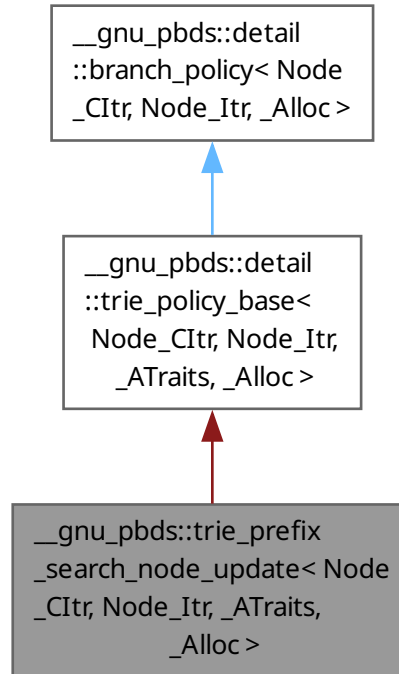 __gnu_pbds::detail
::branch_policy< Node
_CItr, Node_Itr, _Alloc >
__gnu_pbds::detail
::trie_policy_base<
Node_CItr, Node_Itr,
_ATraits, _Alloc >
__gnu_pbds::trie_prefix
_search_node_update< Node
_CItr, Node_Itr, _ATraits,
_Alloc >